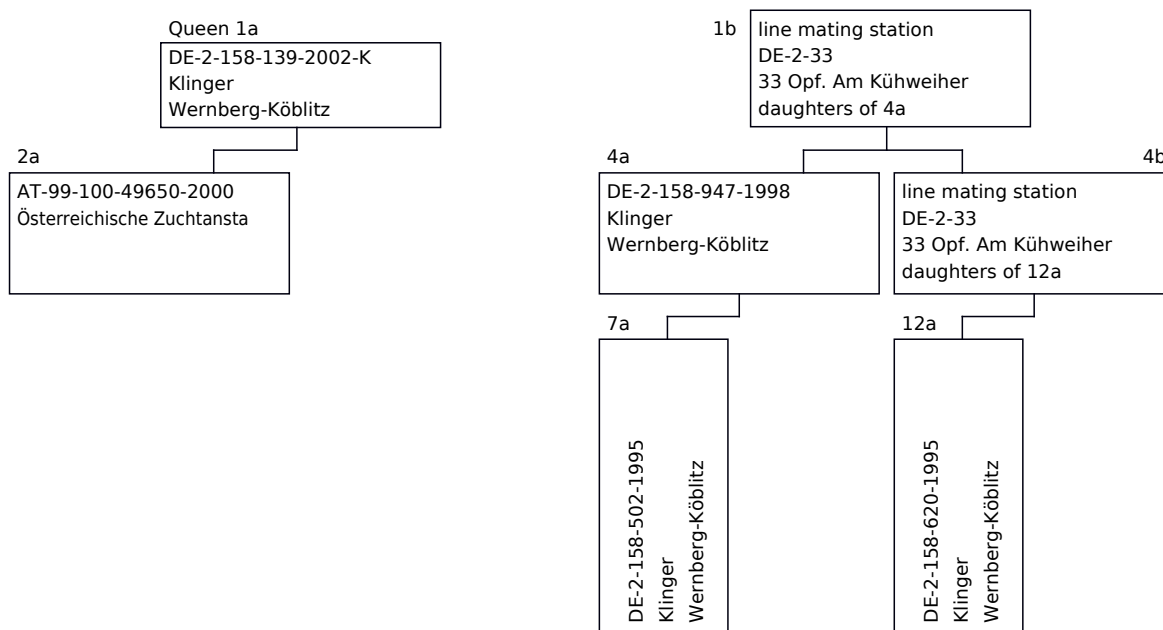 Queen 1a
DE-2-158-139-2002-K
Klinger
Wernberg-Köblitz
1b
line mating station
DE-2-33
33 Opf. Am Kühweiher
daughters of 4a
2a
AT-99-100-49650-2000
Österreichische Zuchtansta
4a
DE-2-158-947-1998
Klinger
Wernberg-Köblitz
4b
line mating station
DE-2-33
33 Opf. Am Kühweiher
daughters of 12a
7a
DE-2-158-502-1995
Klinger
Wernberg-Köblitz
12a
DE-2-158-620-1995
Klinger
Wernberg-Köblitz